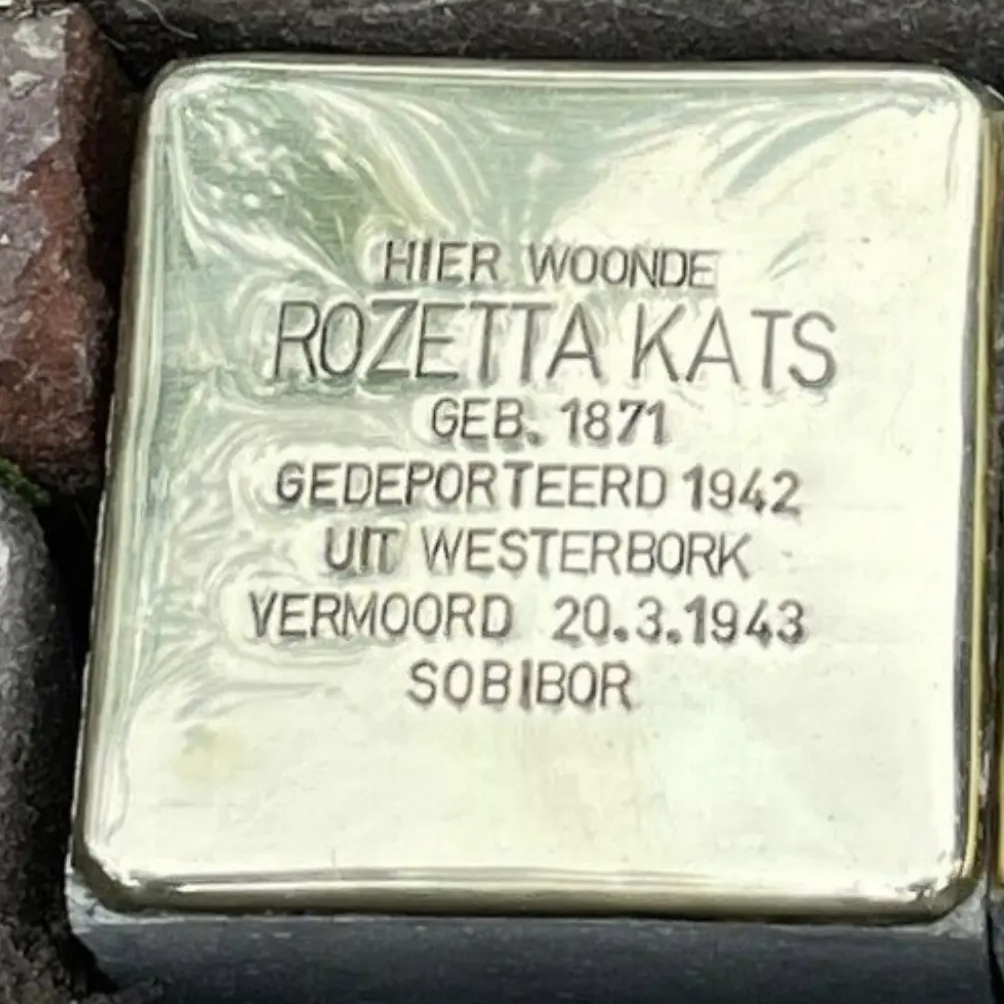 HIER WOONDE
ROZETTA KATS
GEB. 1871
GEDEPORTEERD 1942
UIT WESTERBORK
VERMOORD 20.3.1943
SOBIBOR